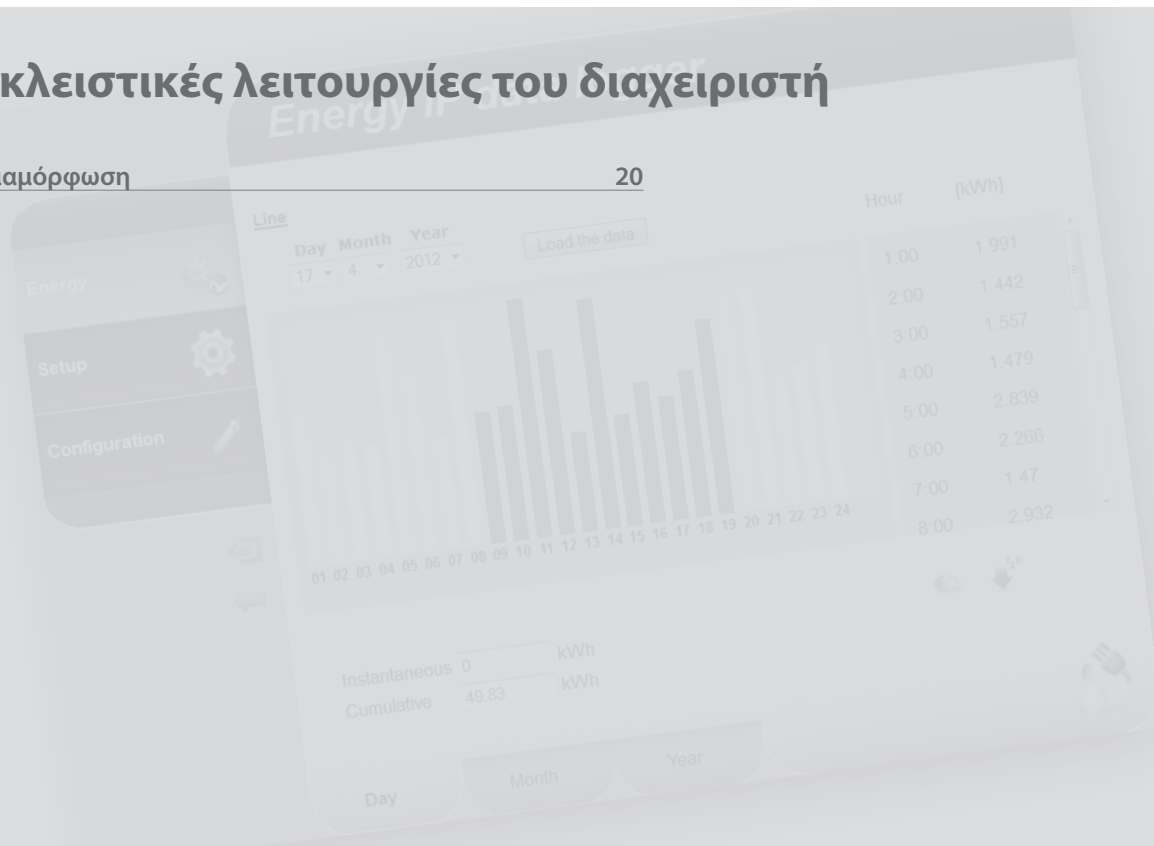 κλειστικές λειτουργίες του διαχειριστή
Energy IP data logger
ιαμόρφωση 20
Line
Day Month Year
17 4 2012 Load the data
Hour [kWh]
1:00 1.991
2:00 1.442
3:00 1.557
4:00 1.479
5:00 2.839
6:00 2.266
7:00 1.47
8:00 2.932
Energy
Setup
Configuration
01 02 03 04 05 06 07 08 09 10 11 12 13 14 15 16 17 18 19 20 21 22 23 24
Instantaneous 0 kWh
Cumulative 49.83 kWh
Day Month Year